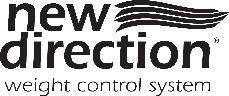 new
direction®
weight control system